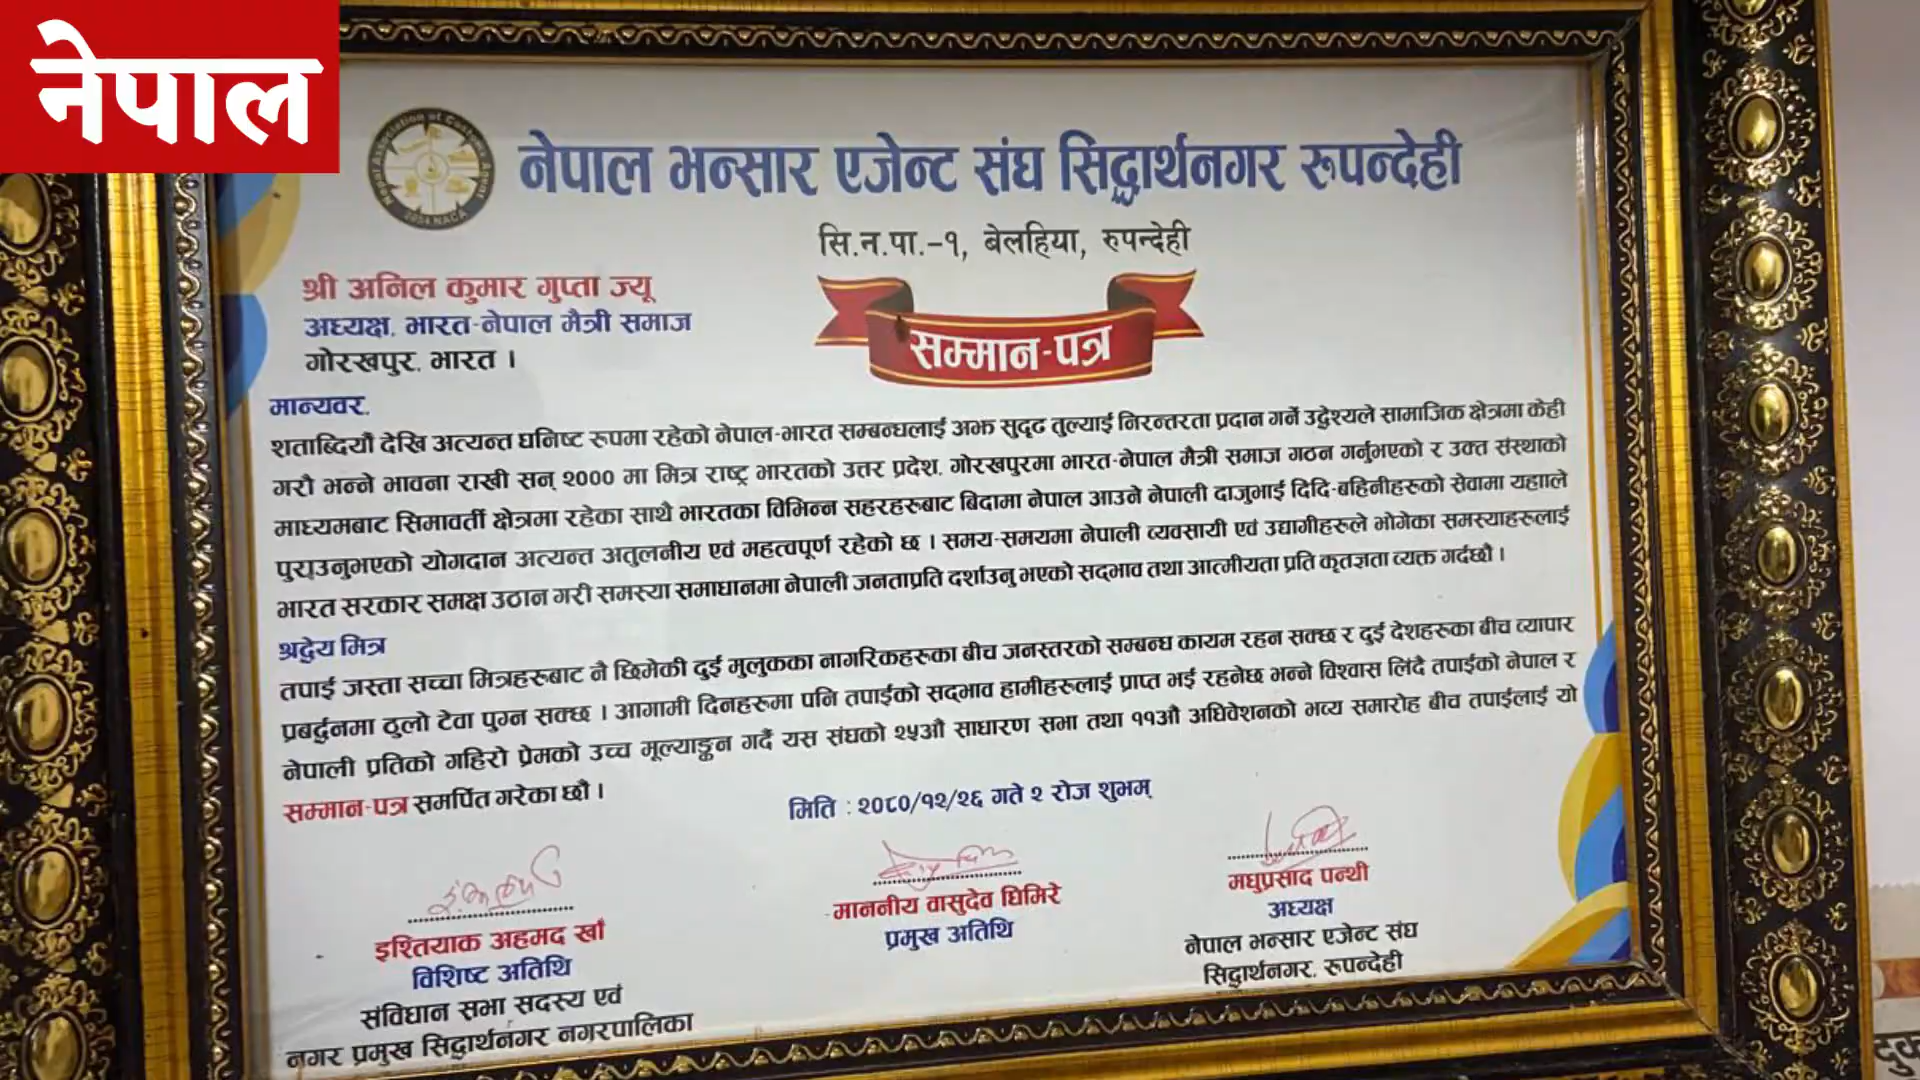 नेपाल
Nepal Association of Customs Agent
2054 NACA
नेपाल भन्सार एजेन्ट संघ सिद्धार्थनगर रुपन्देही
सि.न.पा.-१, बेलहिया, रुपन्देही
श्री अनिल कुमार गुप्ता ज्यू
अध्यक्ष, भारत-नेपाल मैत्री समाज
गोरखपुर, भारत ।
सम्मान-पत्र
मान्यवर,
शताब्दियौं देखि अत्यन्त घनिष्ट रुपमा रहेको नेपाल-भारत सम्बन्धलाई अझ सुदृढ तुल्याई निरन्तरता प्रदान गर्ने उद्देश्यले सामाजिक क्षेत्रमा केही
गरौ भन्ने भावना राखी सन् २००० मा मित्र राष्ट्र भारतको उत्तर प्रदेश, गोरखपुरमा भारत-नेपाल मैत्री समाज गठन गर्नुभएको र उक्त संस्थाको
माध्यमबाट सिमावर्ती क्षेत्रमा रहेका साथै भारतका विभिन्न सहरहरुबाट बिदामा नेपाल आउने नेपाली दाजुभाई दिदि-बहिनीहरुको सेवामा यहााले
पुर्‍याउनुभएको योगदान अत्यन्त अतुलनीय एवं महत्वपूर्ण रहेको छ । समय-समयमा नेपाली व्यवसायी एवं उद्यागीहरुले भोगेका समस्याहरुलाई
भारत सरकार समक्ष उठान गरी समस्या समाधानमा नेपाली जनताप्रति दर्शाउनु भएको सद्भाव तथा आत्मीयता प्रति कृतज्ञता व्यक्त गर्दछौं ।
श्रद्धेय मित्र
तपाई जस्ता सच्चा मित्रहरुबाट नै छिमेकी दुई मुलुकका नागरिकहरुका बीच जनस्तरको सम्बन्ध कायम रहन सक्छ र दुई देशहरुका बीच व्यापार
प्रबर्द्धनमा ठुलो टेवा पुग्न सक्छ । आगामी दिनहरुमा पनि तपाईको सद्भाव हामीहरुलाई प्राप्त भई रहनेछ भन्ने विश्वास लिंदै तपाईको नेपाल र
नेपाली प्रतिको गहिरो प्रेमको उच्च मूल्याङ्कन गर्दै यस संघको २५औ साधारण सभा तथा ११औ अधिवेशनको भव्य समारोह बीच तपाईलाई यो
सम्मान-पत्र समर्पित गरेका छौं ।
मिति : २०८०/१२/२६ गते २ रोज शुभम्
इश्तियाक अहमद खाँ
विशिष्ट अतिथि
संविधान सभा सदस्य एवं
नगर प्रमुख सिद्धार्थनगर नगरपालिका
माननीय वासुदेव घिमिरे
प्रमुख अतिथि
मधुप्रसाद पन्थी
अध्यक्ष
नेपाल भन्सार एजेन्ट संघ
सिद्धार्थनगर, रुपन्देही